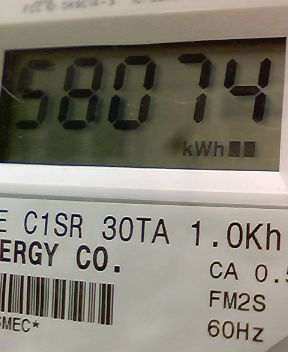 58074
kWh
E C1SR 30TA 1.0Kh
ERGY CO.
CA 0.5
FM2S
MEC*
60Hz